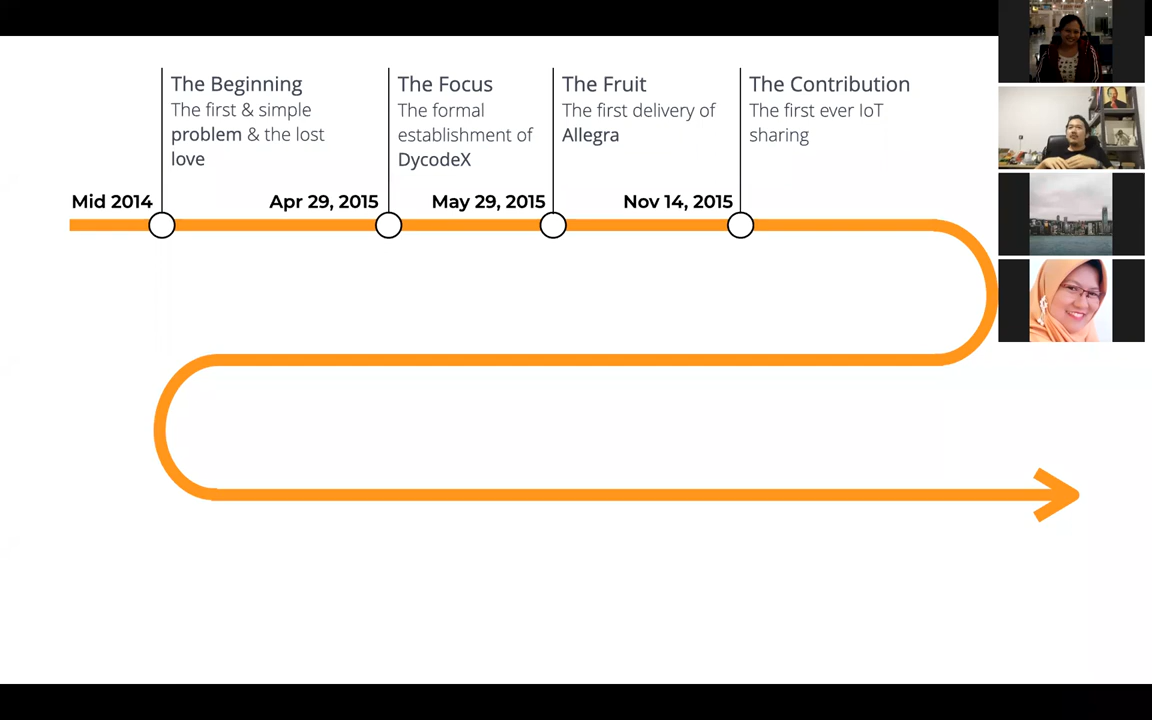 The Beginning
The first & simple
problem & the lost
love
The Focus
The formal
establishment of
DycodeX
The Fruit
The first delivery of
Allegra
The Contribution
The first ever IoT
sharing
Mid 2014
Apr 29, 2015
May 29, 2015
Nov 14, 2015